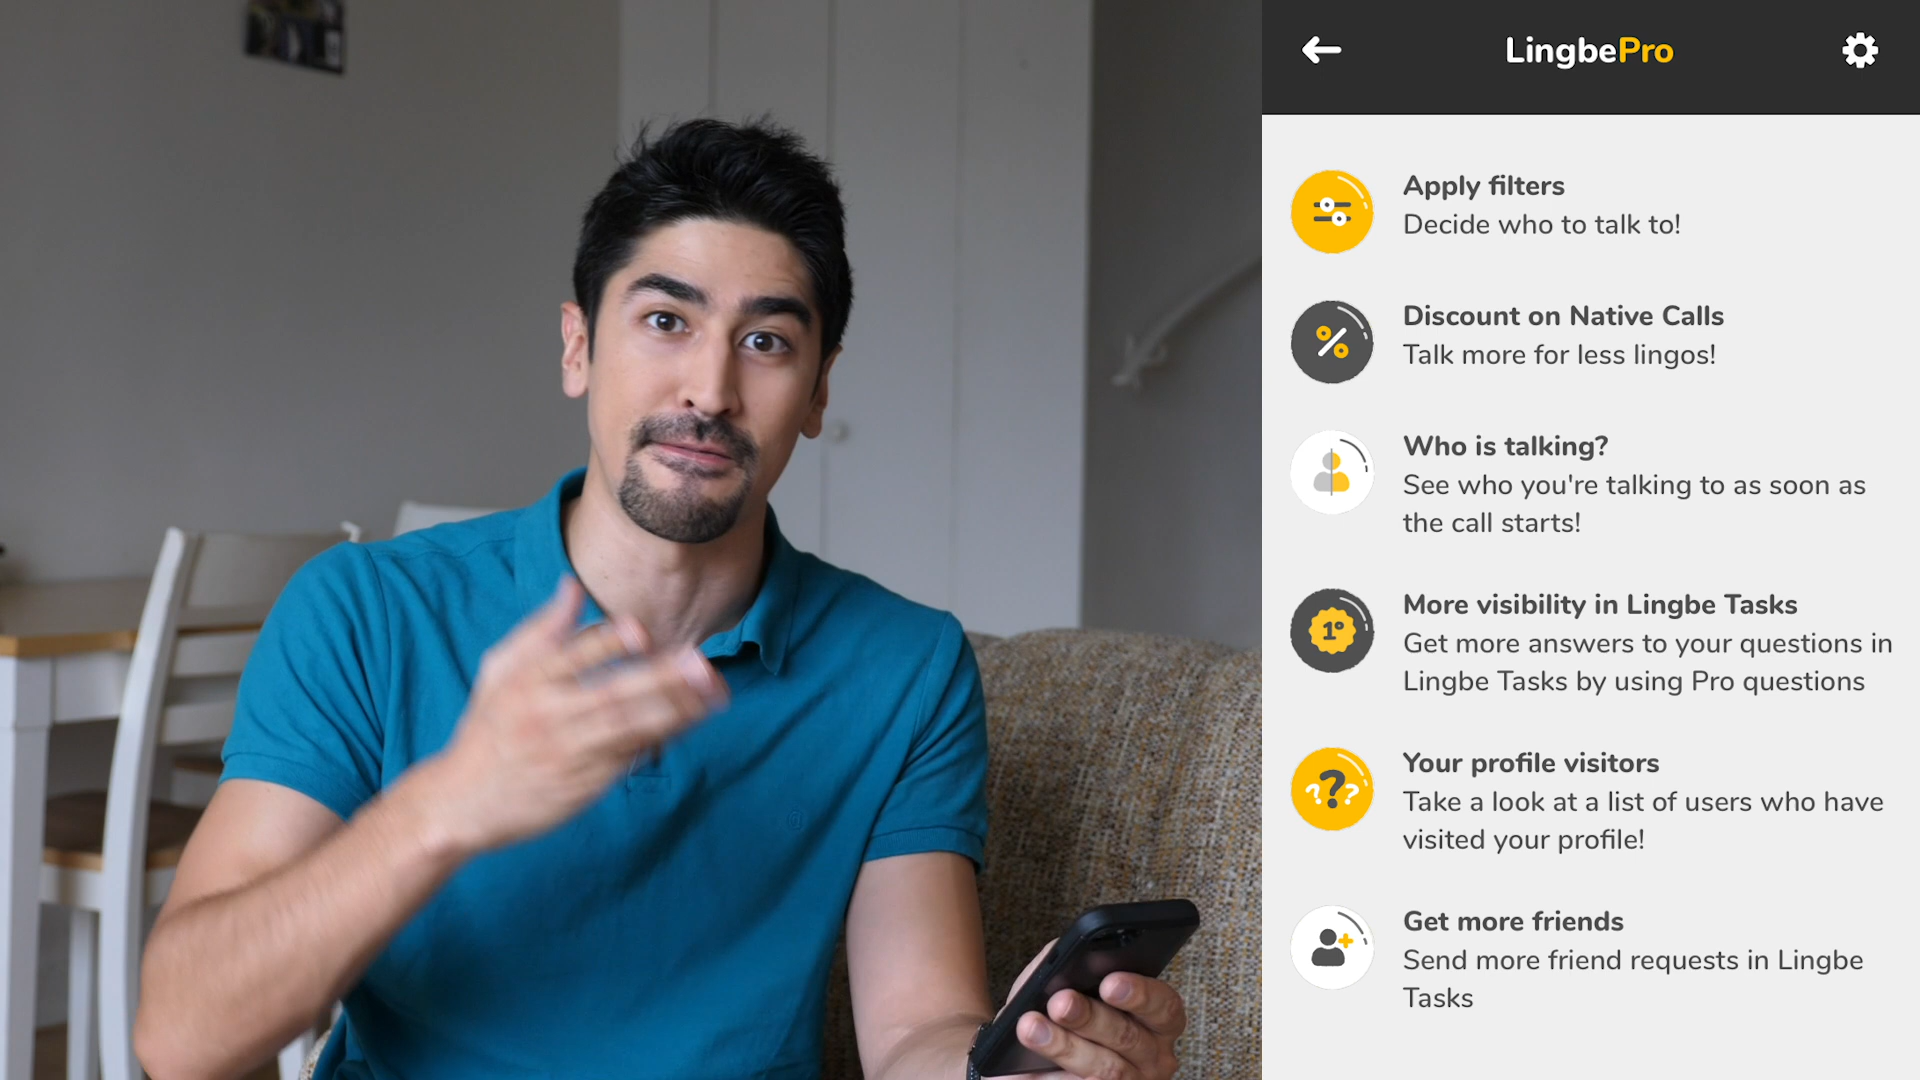 LingbePro
Apply filters
Decide who to talk to!
Discount on Native Calls
Talk more for less lingos!
Who is talking?
See who you're talking to as soon as
the call starts!
1º
More visibility in Lingbe Tasks
Get more answers to your questions in
Lingbe Tasks by using Pro questions
Your profile visitors
Take a look at a list of users who have
visited your profile!
Get more friends
Send more friend requests in Lingbe
Tasks